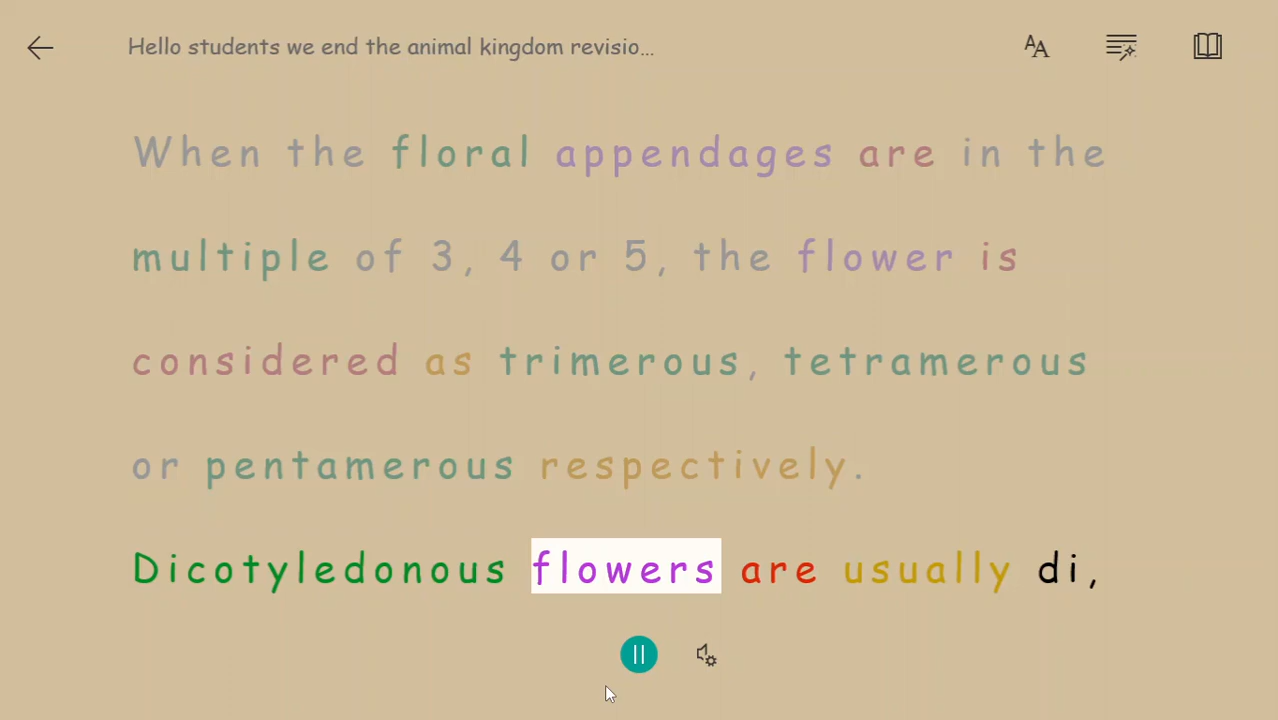 Hello students we end the animal kingdom revisio...
AA
When the floral appendages are in the
multiple of 3, 4 or 5, the flower is
considered as trimerous, tetramerous
or pentamerous respectively.
Dicotyledonous flowers are usually di,